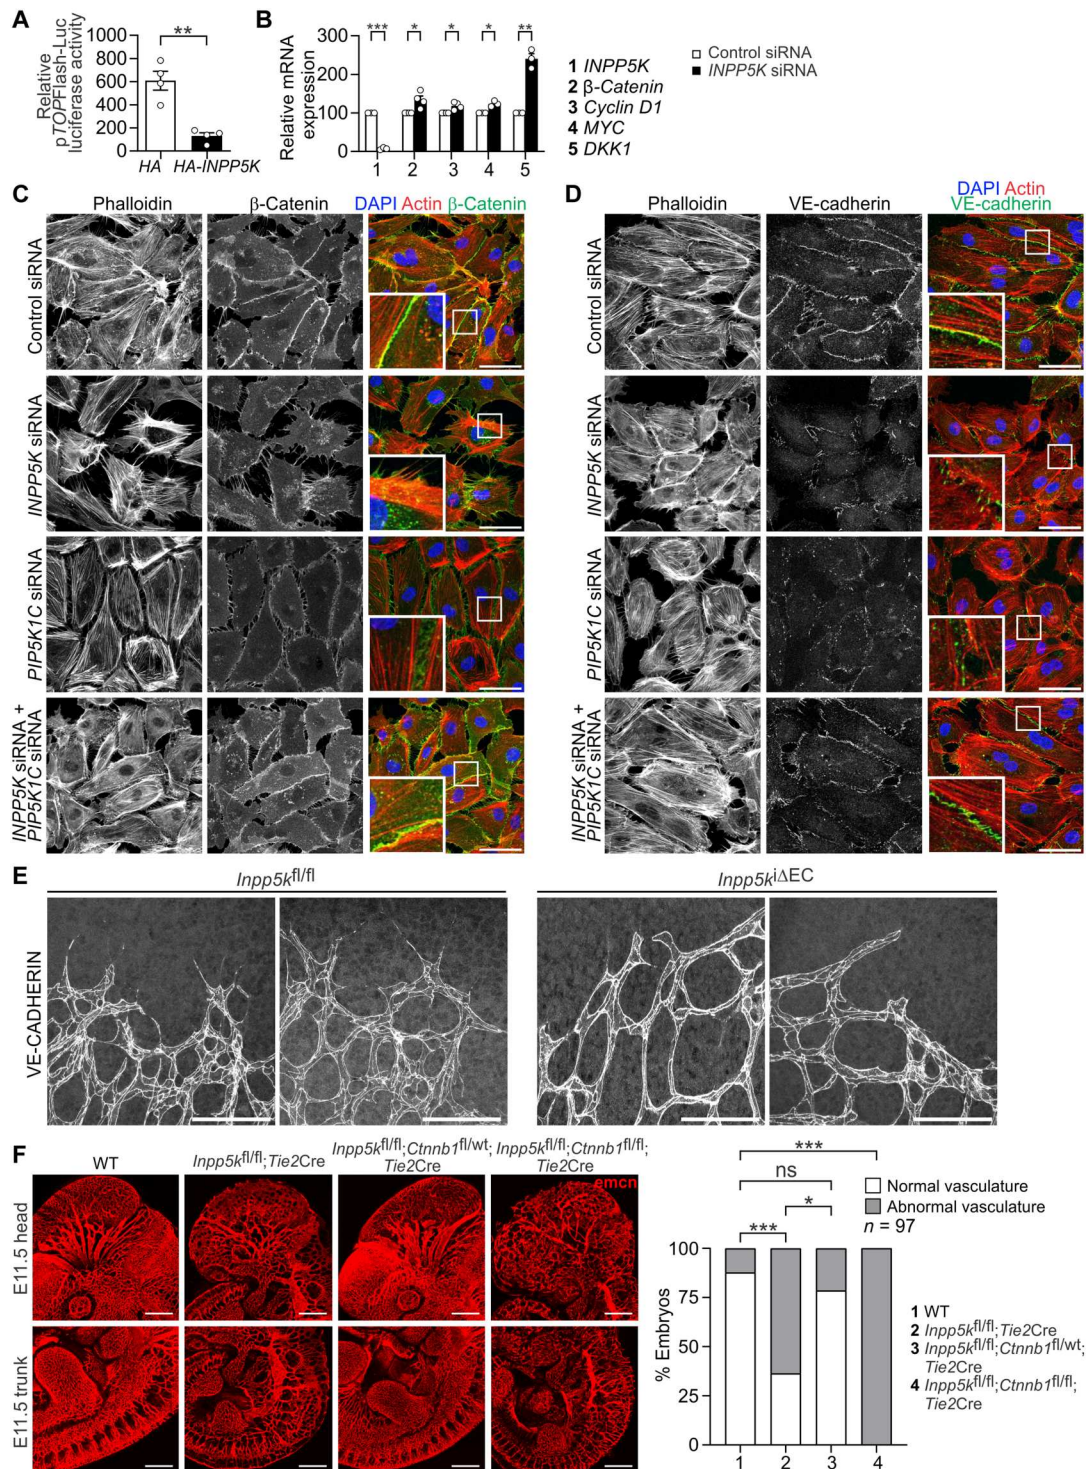 A
Relative
pTOPFlash-Luc
luciferase activity
1000
800
600
400
200
0
**
HA HA-INPP5K
B
Relative mRNA
expression
300
200
100
0
*** * * * **
1 2 3 4 5
1 INPP5K
2 β-Catenin
3 Cyclin D1
4 MYC
5 DKK1
Control siRNA
INPP5K siRNA
C
Phalloidin β-Catenin DAPI Actin β-Catenin
Control siRNA
INPP5K siRNA
PIP5K1C siRNA
INPP5K siRNA +
PIP5K1C siRNA
D
Phalloidin VE-cadherin DAPI Actin
VE-cadherin
Control siRNA
INPP5K siRNA
PIP5K1C siRNA
INPP5K siRNA +
PIP5K1C siRNA
E
Inpp5kfl/fl Inpp5kiΔEC
VE-CADHERIN
F
WT
Inpp5kfl/fl;Tie2Cre
Inpp5kfl/fl;Ctnnb1fl/wt;
Tie2Cre
Inpp5kfl/fl;Ctnnb1fl/fl;
Tie2Cre
emcn
E11.5 head
E11.5 trunk
***
ns
*
***
Normal vasculature
Abnormal vasculature
n = 97
% Embryos
100
75
50
25
0
1 2 3 4
1 WT
2 Inpp5kfl/fl;Tie2Cre
3 Inpp5kfl/fl;Ctnnb1fl/wt;
Tie2Cre
4 Inpp5kfl/fl;Ctnnb1fl/fl;
Tie2Cre